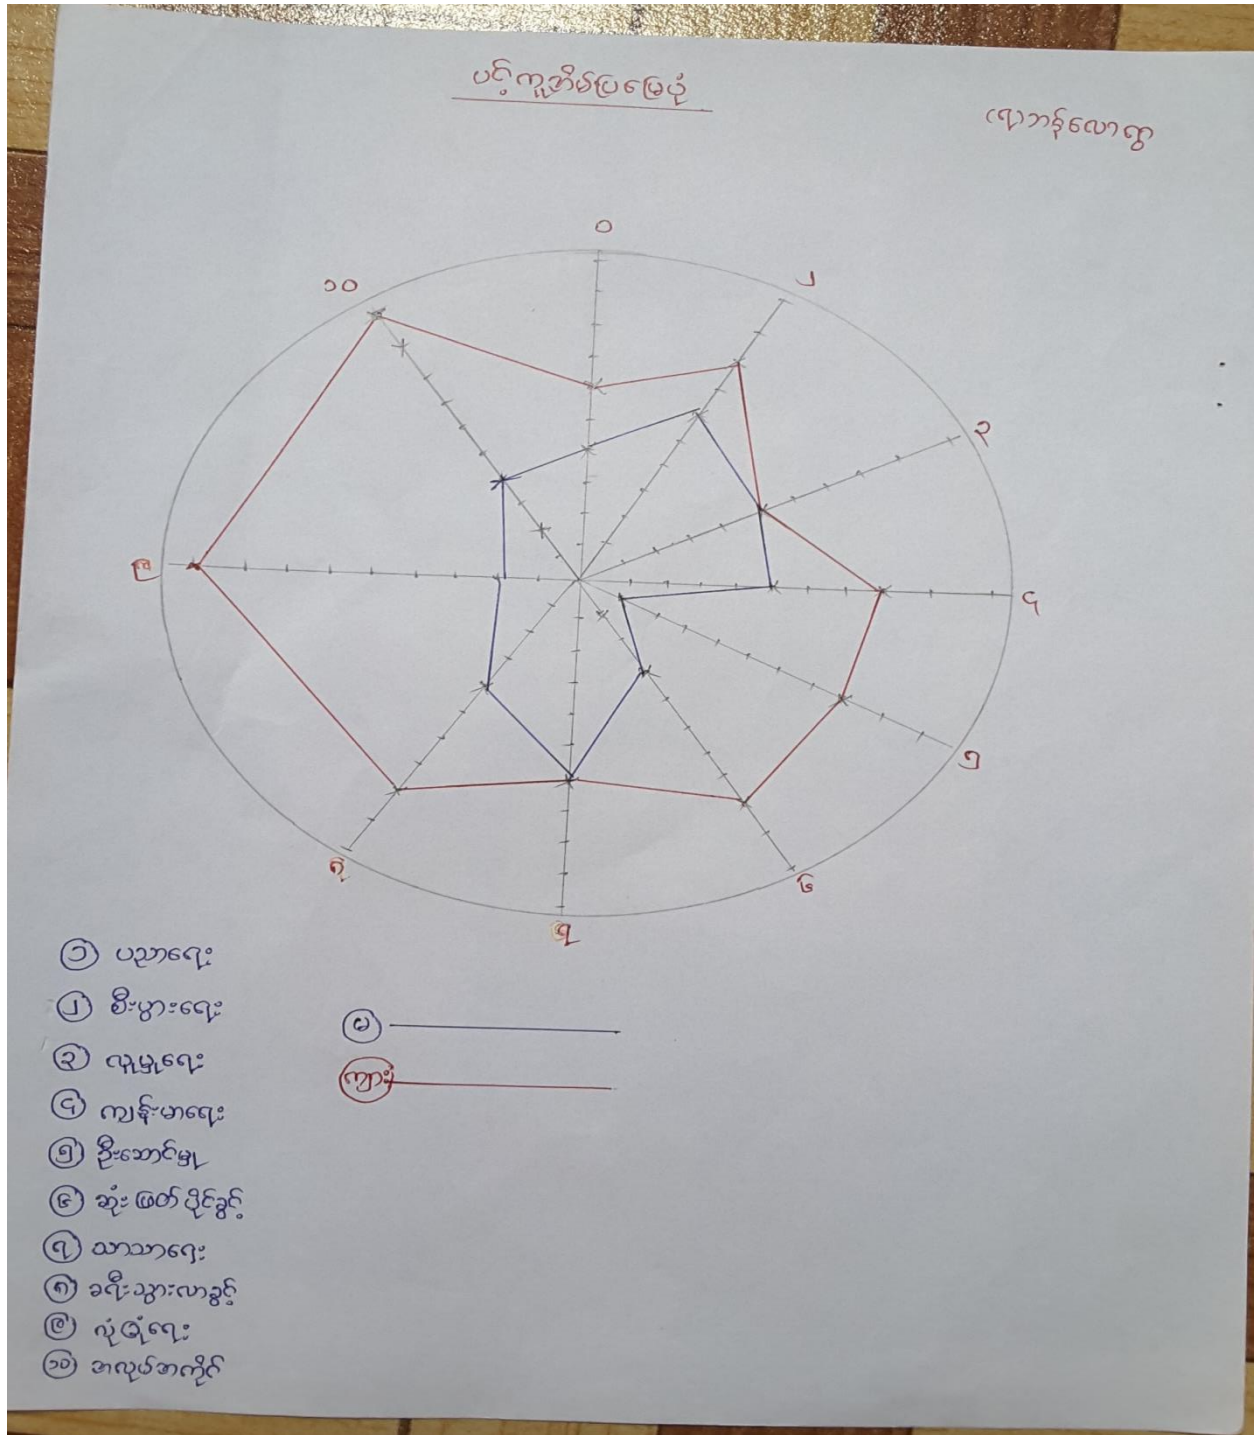 ပင့်ကူအိမ်ပြမြေပုံ
(ရ)ဘန်လောရွာ
၁
၂
၃
၄
၅
၆
၇
၈
၉
၁၀
၁ ပညာရေး
၂ စီးပွားရေး
၃ လူမှုရေး
၄ ကျန်းမာရေး
၅ ဦးဆောင်မှု
၆ ဆုံးဖြတ်ပိုင်ခွင့်
၇ ဘာသာရေး
၈ ခရီးသွားလာခွင့်
၉ လုံခြုံရေး
၁၀ အလုပ်အကိုင်
မ
ကျား